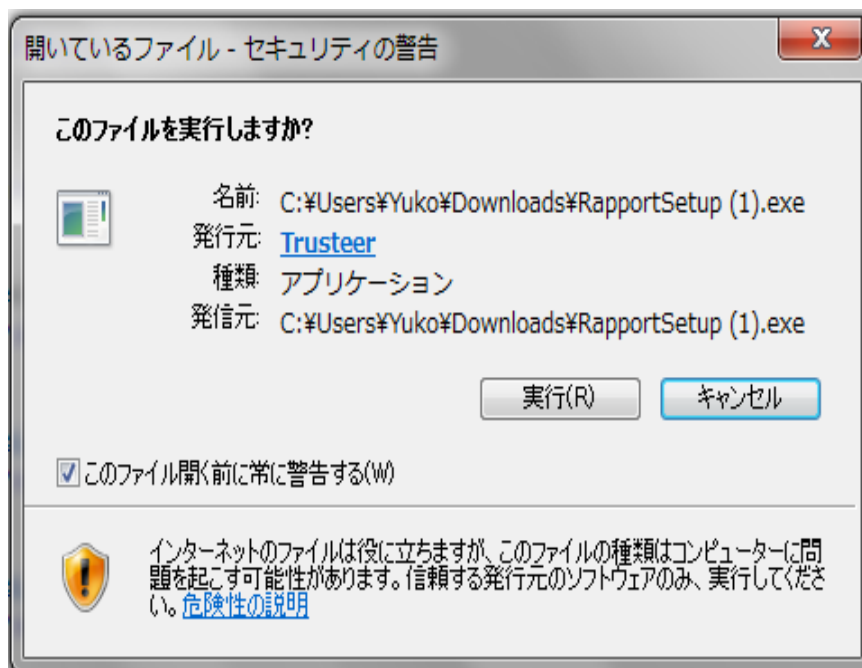 開いているファイル - セキュリティの警告
このファイルを実行しますか?
名前: C:¥Users¥Yuko¥Downloads¥RapportSetup (1).exe
発行元: Trusteer
種類: アプリケーション
発信元: C:¥Users¥Yuko¥Downloads¥RapportSetup (1).exe
実行(R) キャンセル
このファイル開く前に常に警告する(W)
インターネットのファイルは役に立ちますが、このファイルの種類はコンピューターに問
題を起こす可能性があります。信頼する発行元のソフトウェアのみ、実行してくださ
い。危険性の説明